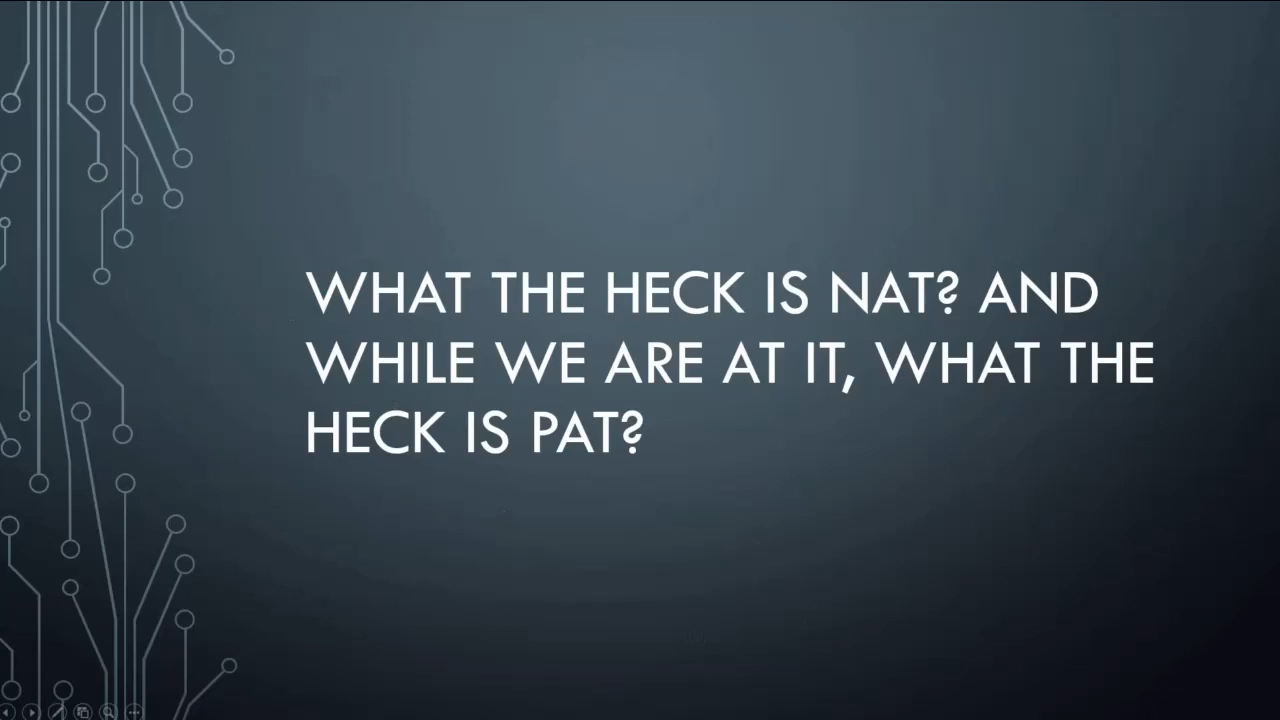 WHAT THE HECK IS NAT? AND
WHILE WE ARE AT IT, WHAT THE
HECK IS PAT?